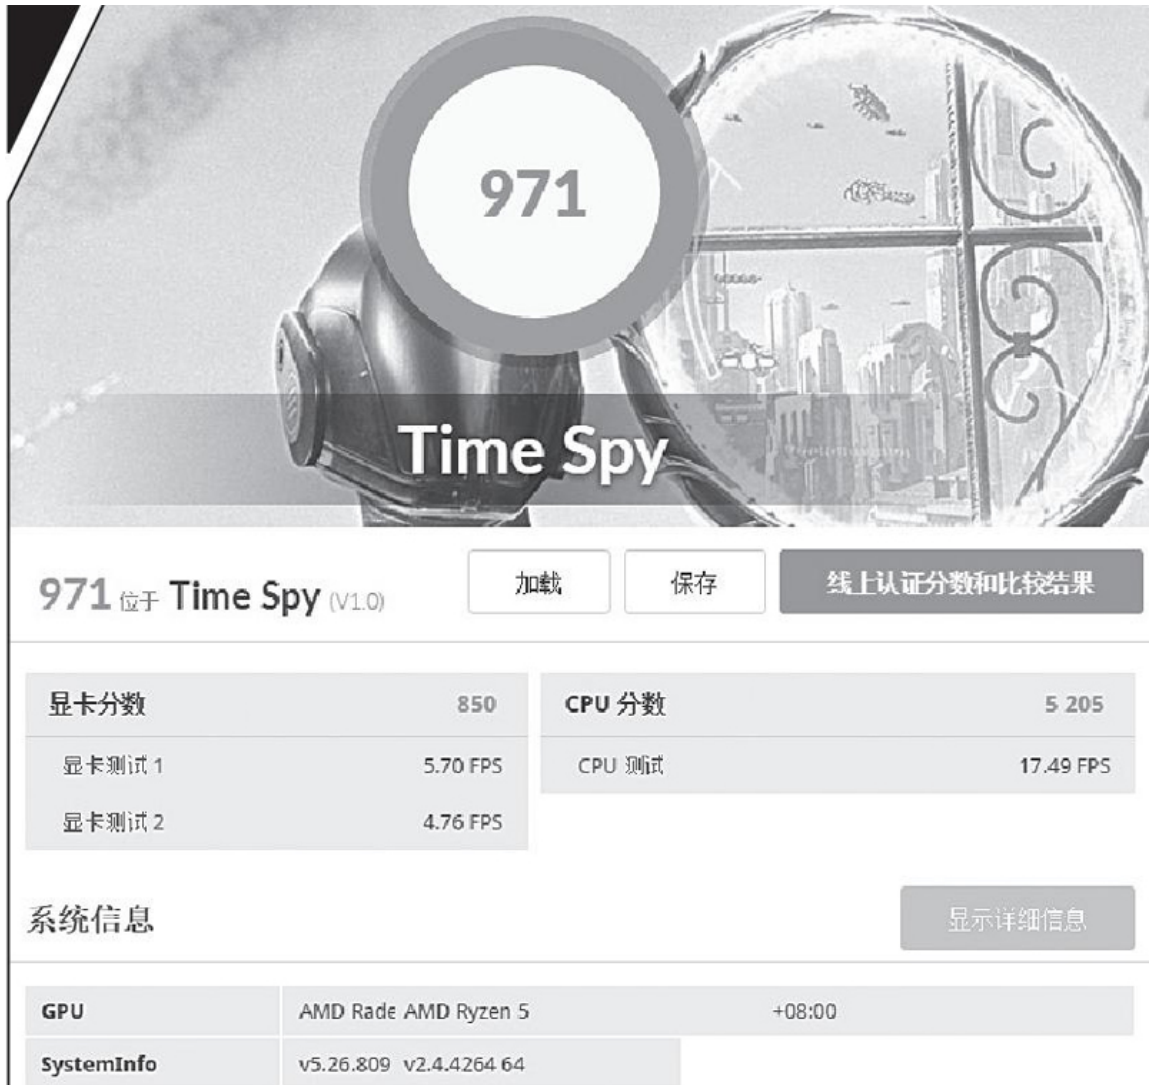 971
Time Spy
971 位于 Time Spy (V1.0)
加载
保存
线上认证分数和比较结果
显卡分数 850
显卡测试 1 5.70 FPS
显卡测试 2 4.76 FPS
CPU 分数 5 205
CPU 测试 17.49 FPS
系统信息
显示详细信息
GPU AMD Rade AMD Ryzen 5 +08:00
SystemInfo v5.26.809 v2.4.4264 64